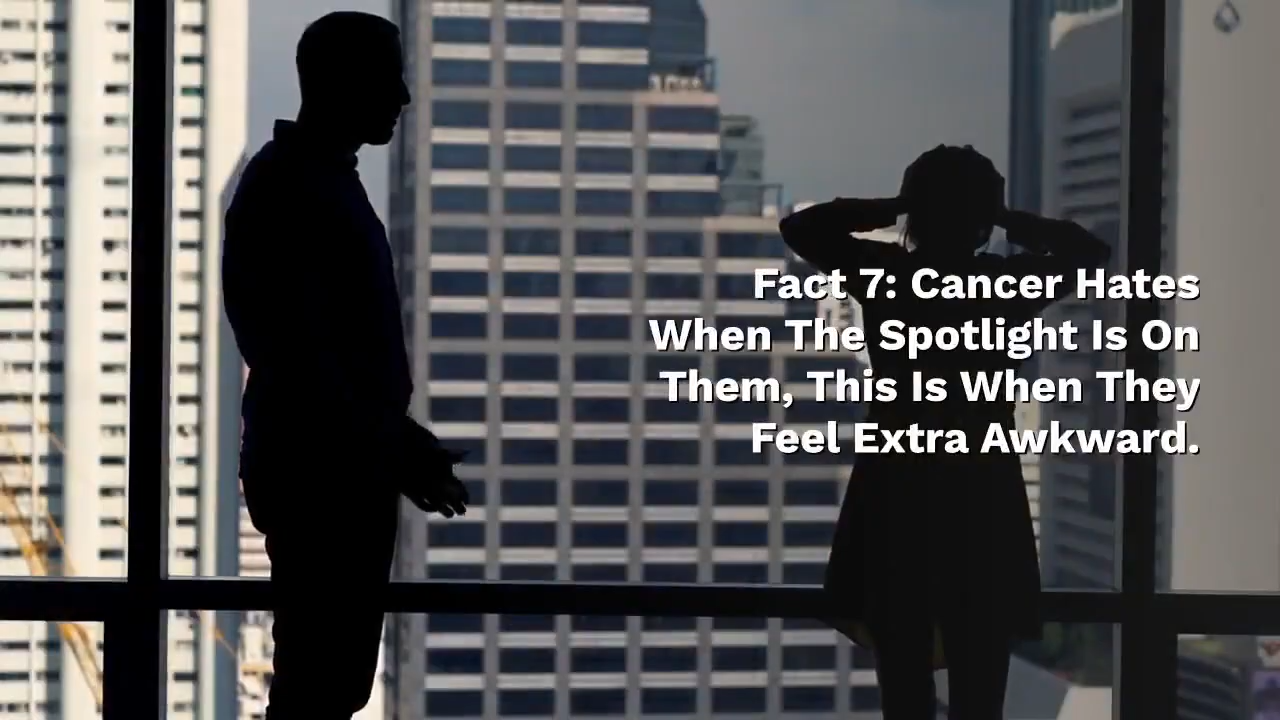 Fact 7: Cancer Hates
When The Spotlight Is On
Them, This Is When They
Feel Extra Awkward.